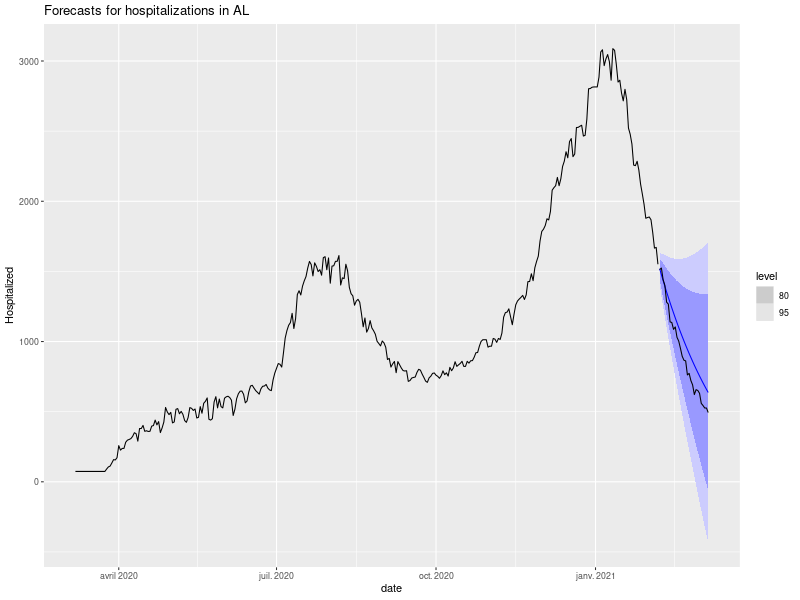 Forecasts for hospitalizations in AL
3000
2000
1000
0
Hospitalized
avril 2020
juil. 2020
oct. 2020
janv. 2021
date
level
80
95